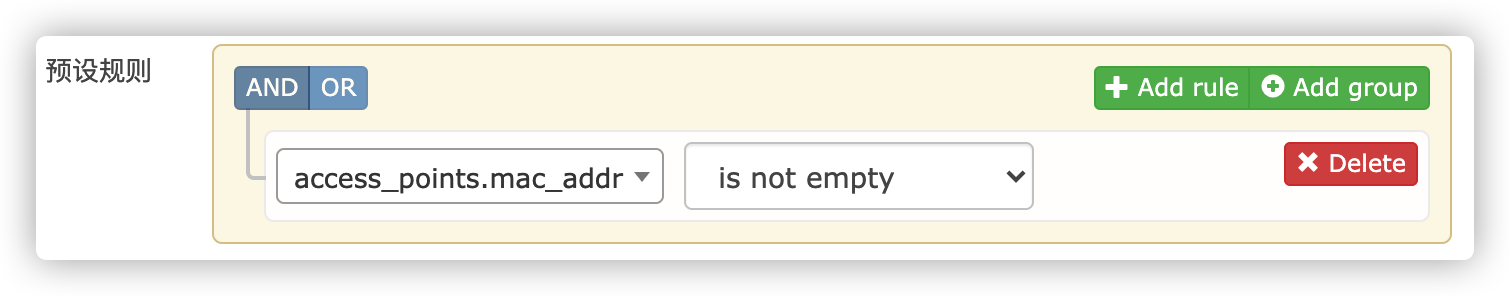 预设规则
AND OR
Add rule Add group
access_points.mac_addr is not empty Delete